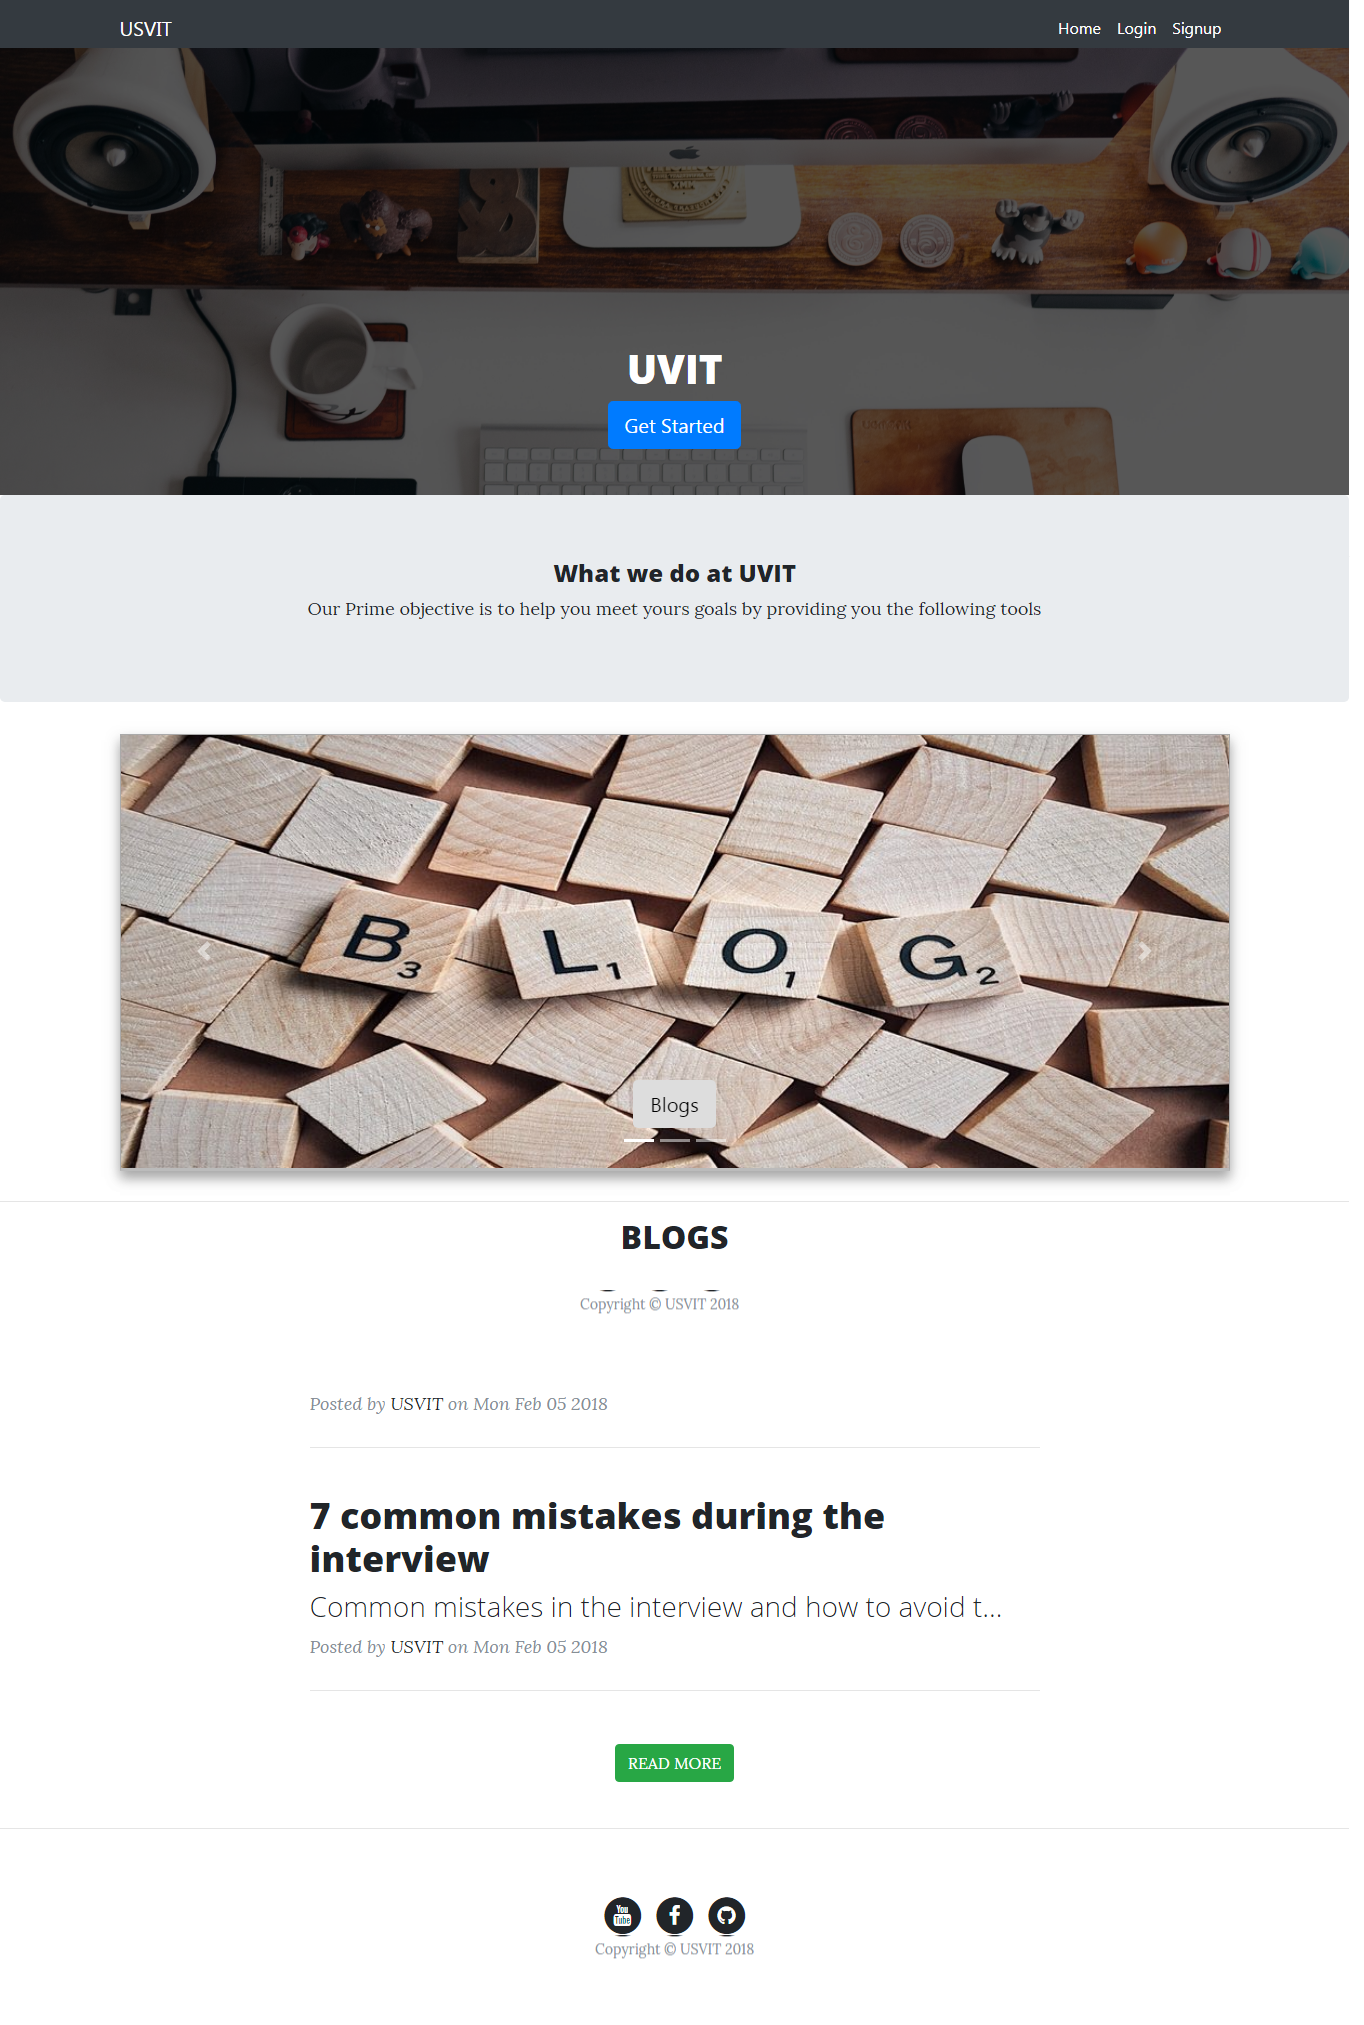 USVIT
Home Login Signup
UVIT
Get Started
What we do at UVIT
Our Prime objective is to help you meet yours goals by providing you the following tools
B3 L1 O1 G2
Blogs
BLOGS
Copyright © USVIT 2018
Posted by USVIT on Mon Feb 05 2018
7 common mistakes during the
interview
Common mistakes in the interview and how to avoid t...
Posted by USVIT on Mon Feb 05 2018
READ MORE
You
Tube
Copyright © USVIT 2018